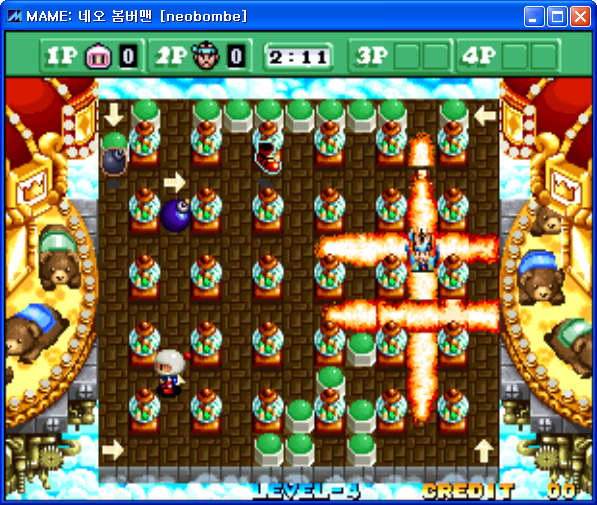 MAME: 네오 봄버맨 [neobombe]
1P 0 2P 0 2:11 3P 4P
LEVEL-4 CREDIT 00